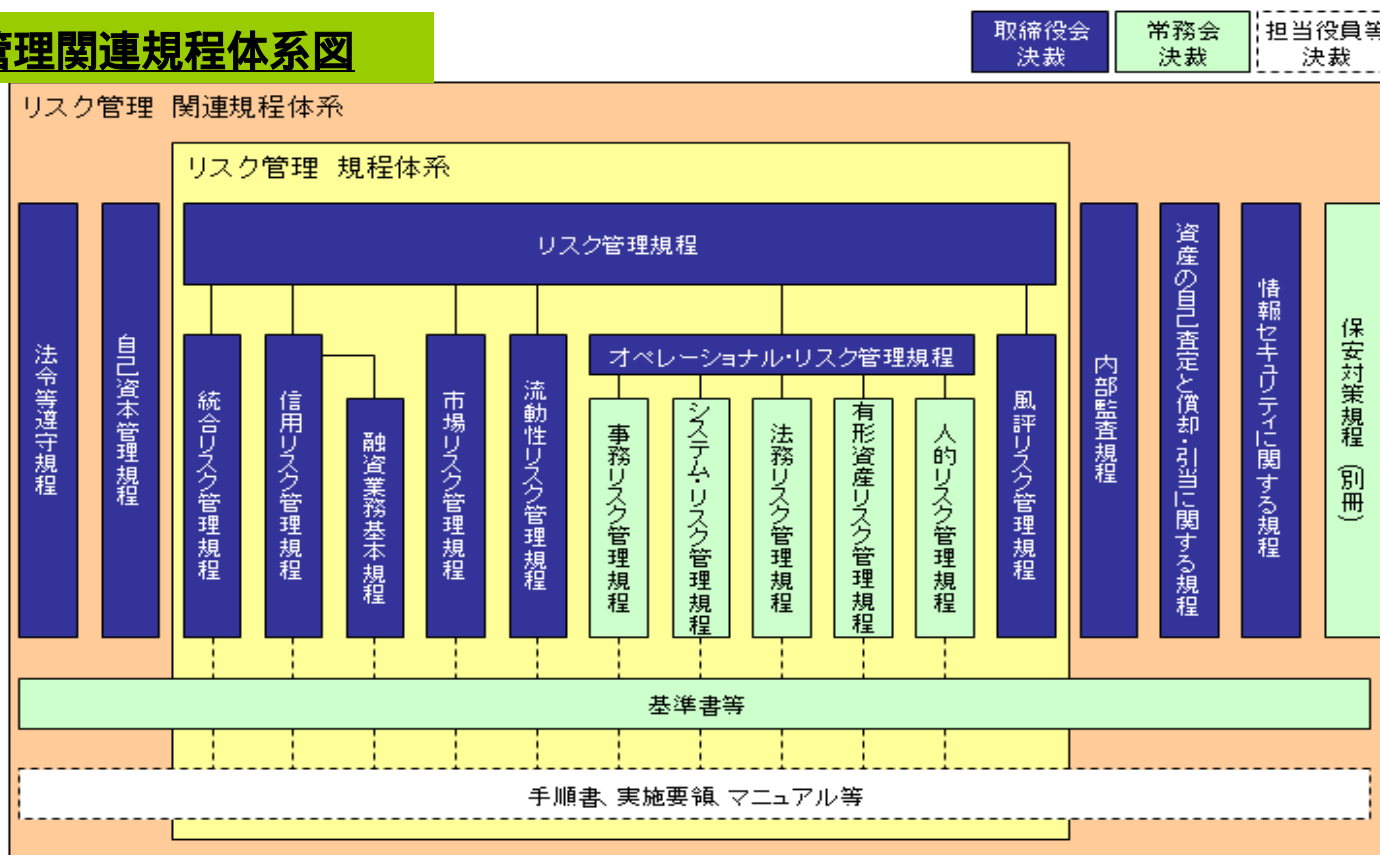 管理関連規程体系図
取締役会
決裁
常務会
決裁
担当役員等
決裁
リスク管理 関連規程体系
リスク管理 規程体系
リスク管理規程
法令等遵守規程
自己資本管理規程
統合リスク管理規程
信用リスク管理規程
融資業務基本規程
市場リスク管理規程
流動性リスク管理規程
オペレーショナル・リスク管理規程
事務リスク管理規程
システム・リスク管理規程
法務リスク管理規程
有形資産リスク管理規程
人的リスク管理規程
風評リスク管理規程
内部監査規程
資産の自己査定と償却・引当に関する規程
情報セキュリティに関する規程
保安対策規程（別冊）
基準書等
手順書、実施要領、マニュアル等